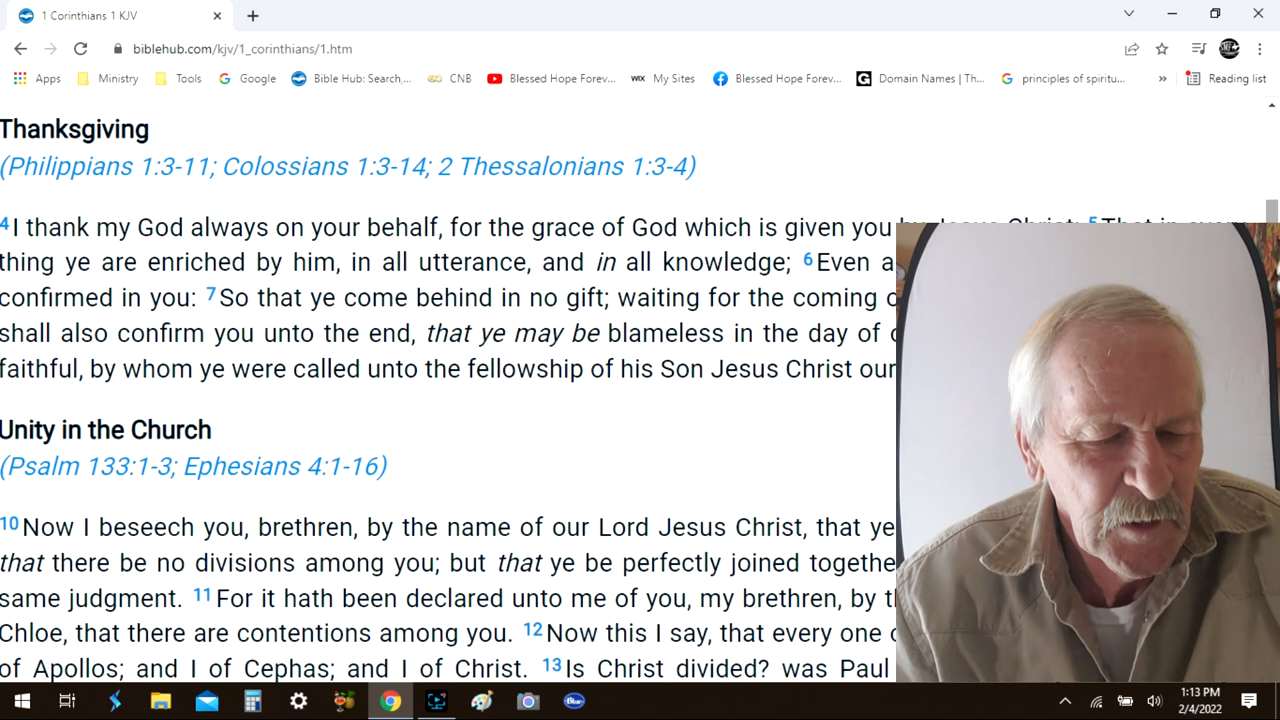 1 Corinthians 1 KJV
biblehub.com/kjv/1_corinthians/1.htm
Apps Ministry Tools Google Bible Hub: Search,... CNB Blessed Hope Forev... WIX My Sites Blessed Hope Forev... Domain Names | Th... principles of spiritu... » Reading list
Thanksgiving
(Philippians 1:3-11; Colossians 1:3-14; 2 Thessalonians 1:3-4)
4 I thank my God always on your behalf, for the grace of God which is given you by Jesus Christ; 5 That in every
thing ye are enriched by him, in all utterance, and in all knowledge; 6 Even
confirmed in you: 7 So that ye come behind in no gift; waiting for the coming
shall also confirm you unto the end, that ye may be blameless in the day of
faithful, by whom ye were called unto the fellowship of his Son Jesus Christ our
Unity in the Church
(Psalm 133:1-3; Ephesians 4:1-16)
10 Now I beseech you, brethren, by the name of our Lord Jesus Christ, that ye
that there be no divisions among you; but that ye be perfectly joined
same judgment. 11 For it hath been declared unto me of you, my brethren, by
Chloe, that there are contentions among you. 12 Now this I say, that every one
of Apollos; and I of Cephas; and I of Christ. 13 Is Christ divided? was Paul
Blue
1:13 PM
2/4/2022